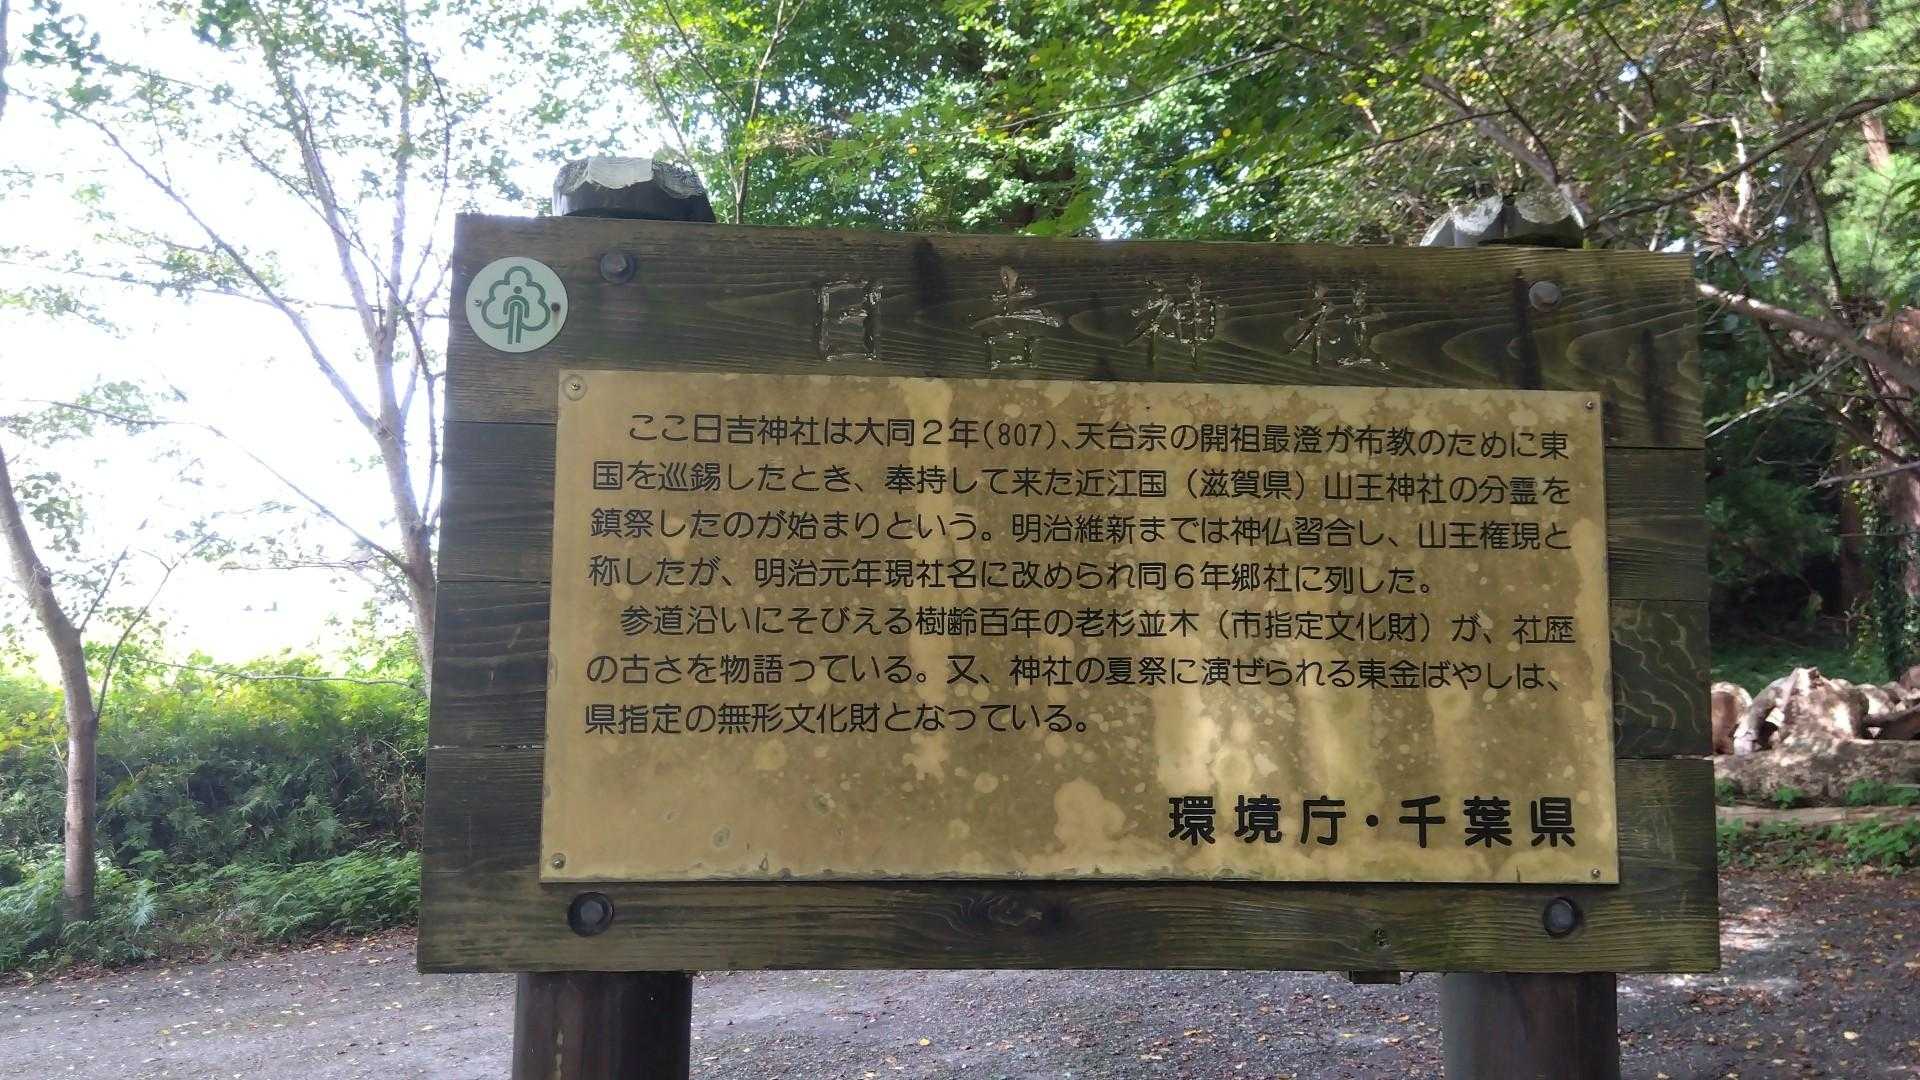 日吉神社
ここ日吉神社は大同2年(807)、天台宗の開祖最澄が布教のために東
国を巡錫したとき、奉持して来た近江国（滋賀県）山王神社の分霊を
鎮祭したのが始まりという。明治維新までは神仏習合し、山王権現と
称したが、明治元年現社名に改められ同6年郷社に列した。
参道沿いにそびえる樹齢百年の老杉並木（市指定文化財）が、社歴
の古さを物語っている。又、神社の夏祭に演ぜられる東金ばやしは、
県指定の無形文化財となっている。
環境庁・千葉県